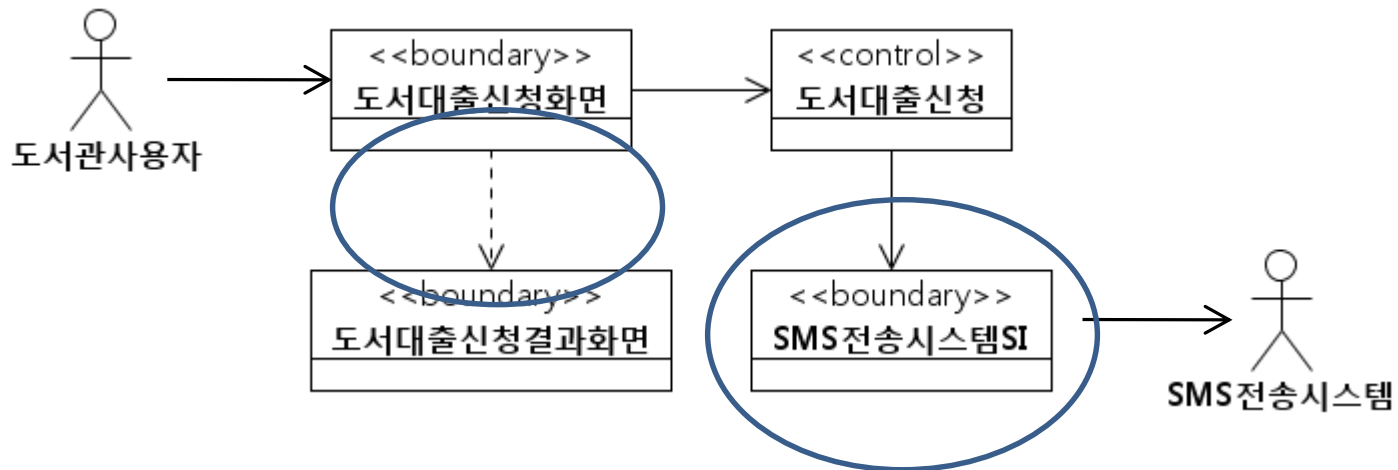 <<boundary>>
도서대출신청화면
<<control>>
도서대출신청
도서관사용자
<<boundary>>
도서대출신청결과화면
<<boundary>>
SMS전송시스템SI
SMS전송시스템